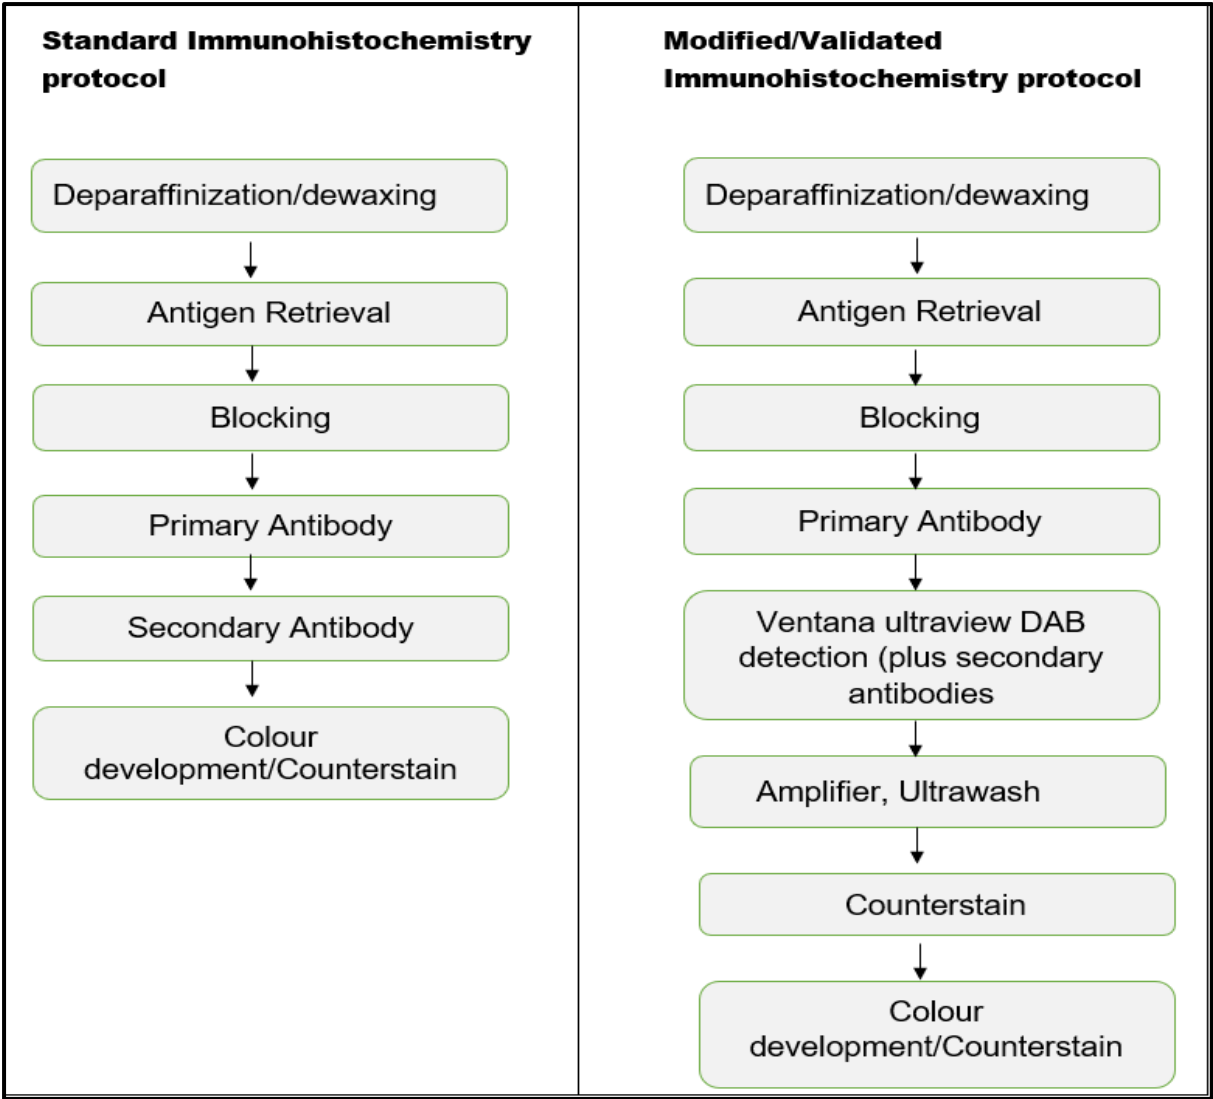 Standard Immunohistochemistry
protocol
Deparaffinization/dewaxing
Antigen Retrieval
Blocking
Primary Antibody
Secondary Antibody
Colour
development/Counterstain
Modified/Validated
Immunohistochemistry protocol
Deparaffinization/dewaxing
Antigen Retrieval
Blocking
Primary Antibody
Ventana ultraview DAB
detection (plus secondary
antibodies
Amplifier, Ultrawash
Counterstain
Colour
development/Counterstain